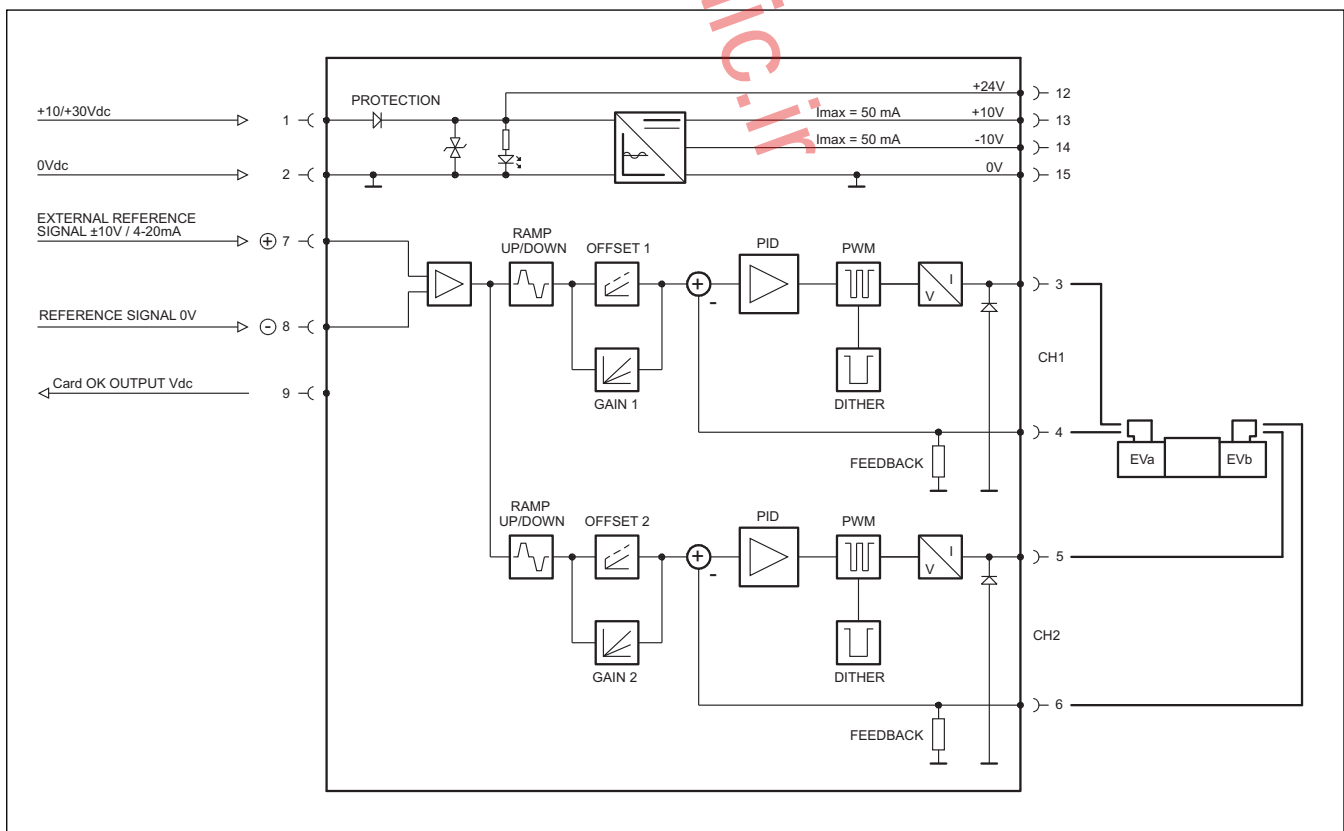 lic.ir
+10/+30Vdc
1
PROTECTION
+24V
12
Imax = 50 mA
+10V
13
Imax = 50 mA
-10V
14
0Vdc
2
0V
15
EXTERNAL REFERENCE
SIGNAL ±10V / 4-20mA
+ 7
REFERENCE SIGNAL 0V
- 8
Card OK OUTPUT Vdc
9
RAMP
UP/DOWN
OFFSET 1
GAIN 1
+
-
PID
PWM
DITHER
I
V
3
CH1
FEEDBACK
4
EVa
EVb
RAMP
UP/DOWN
OFFSET 2
GAIN 2
+
-
PID
PWM
DITHER
I
V
5
CH2
FEEDBACK
6